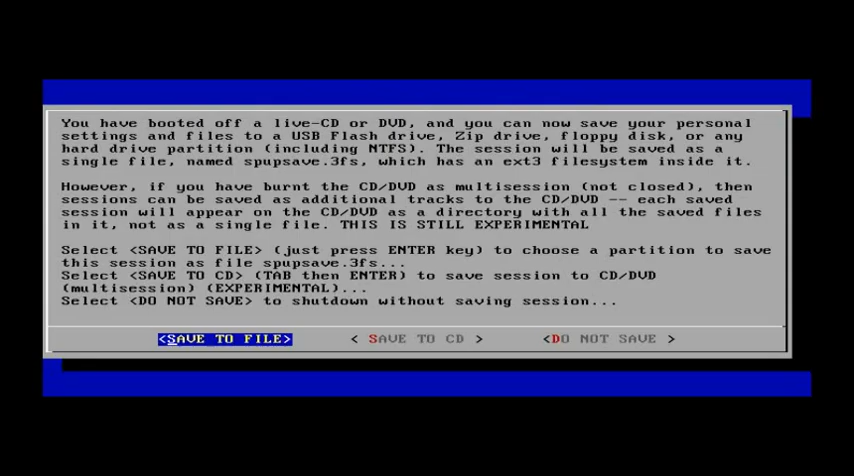 You have booted off a live-CD or DVD, and you can now save your personal
settings and files to a USB Flash drive, Zip drive, floppy disk, or any
hard drive partition (including NTFS). The session will be saved as a
single file, named spupsave.3fs, which has an ext3 filesystem inside it.
However, if you have burnt the CD/DVD as multisession (not closed), then
sessions can be saved as additional tracks to the CD/DVD -- each saved
session will appear on the CD/DVD as a directory with all the saved files
in it, not as a single file. THIS IS STILL EXPERIMENTAL
Select <SAVE TO FILE> (just press ENTER key) to choose a partition to save
this session as file spupsave.3fs...
Select <SAVE TO CD> (TAB then ENTER) to save session to CD/DVD
(multisession) (EXPERIMENTAL)...
Select <DO NOT SAVE> to shutdown without saving session...
<SAVE TO FILE> < SAVE TO CD > <DO NOT SAVE >